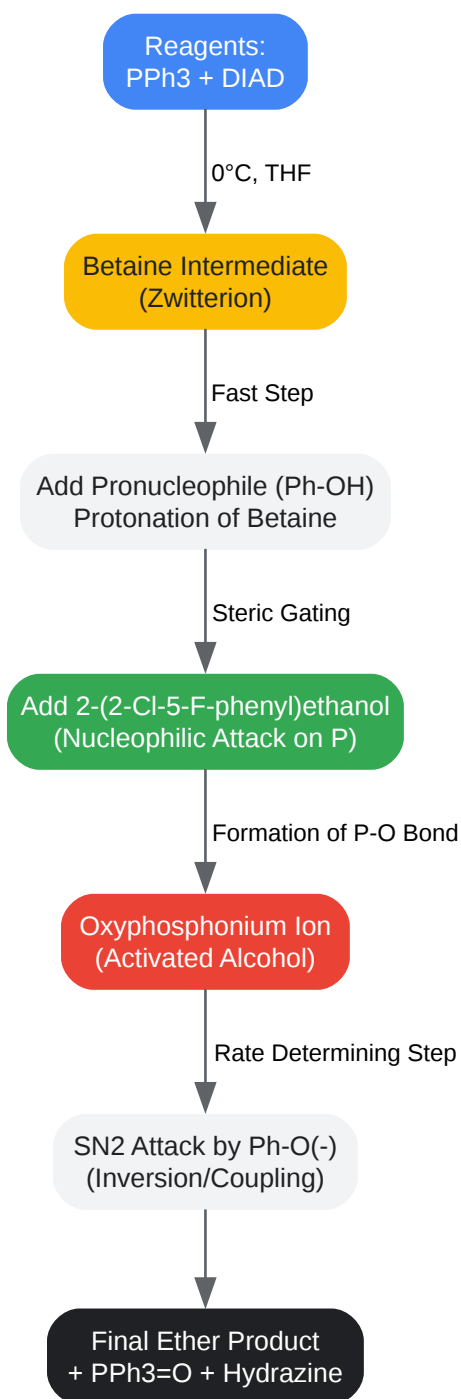 Reagents:
PPh3 + DIAD
0°C, THF
Betaine Intermediate
(Zwitterion)
Fast Step
Add Pronucleophile (Ph-OH)
Protonation of Betaine
Steric Gating
Add 2-(2-Cl-5-F-phenyl)ethanol
(Nucleophilic Attack on P)
Formation of P-O Bond
Oxyphosphonium Ion
(Activated Alcohol)
Rate Determining Step
SN2 Attack by Ph-O(-)
(Inversion/Coupling)
Final Ether Product
+ PPh3=O + Hydrazine